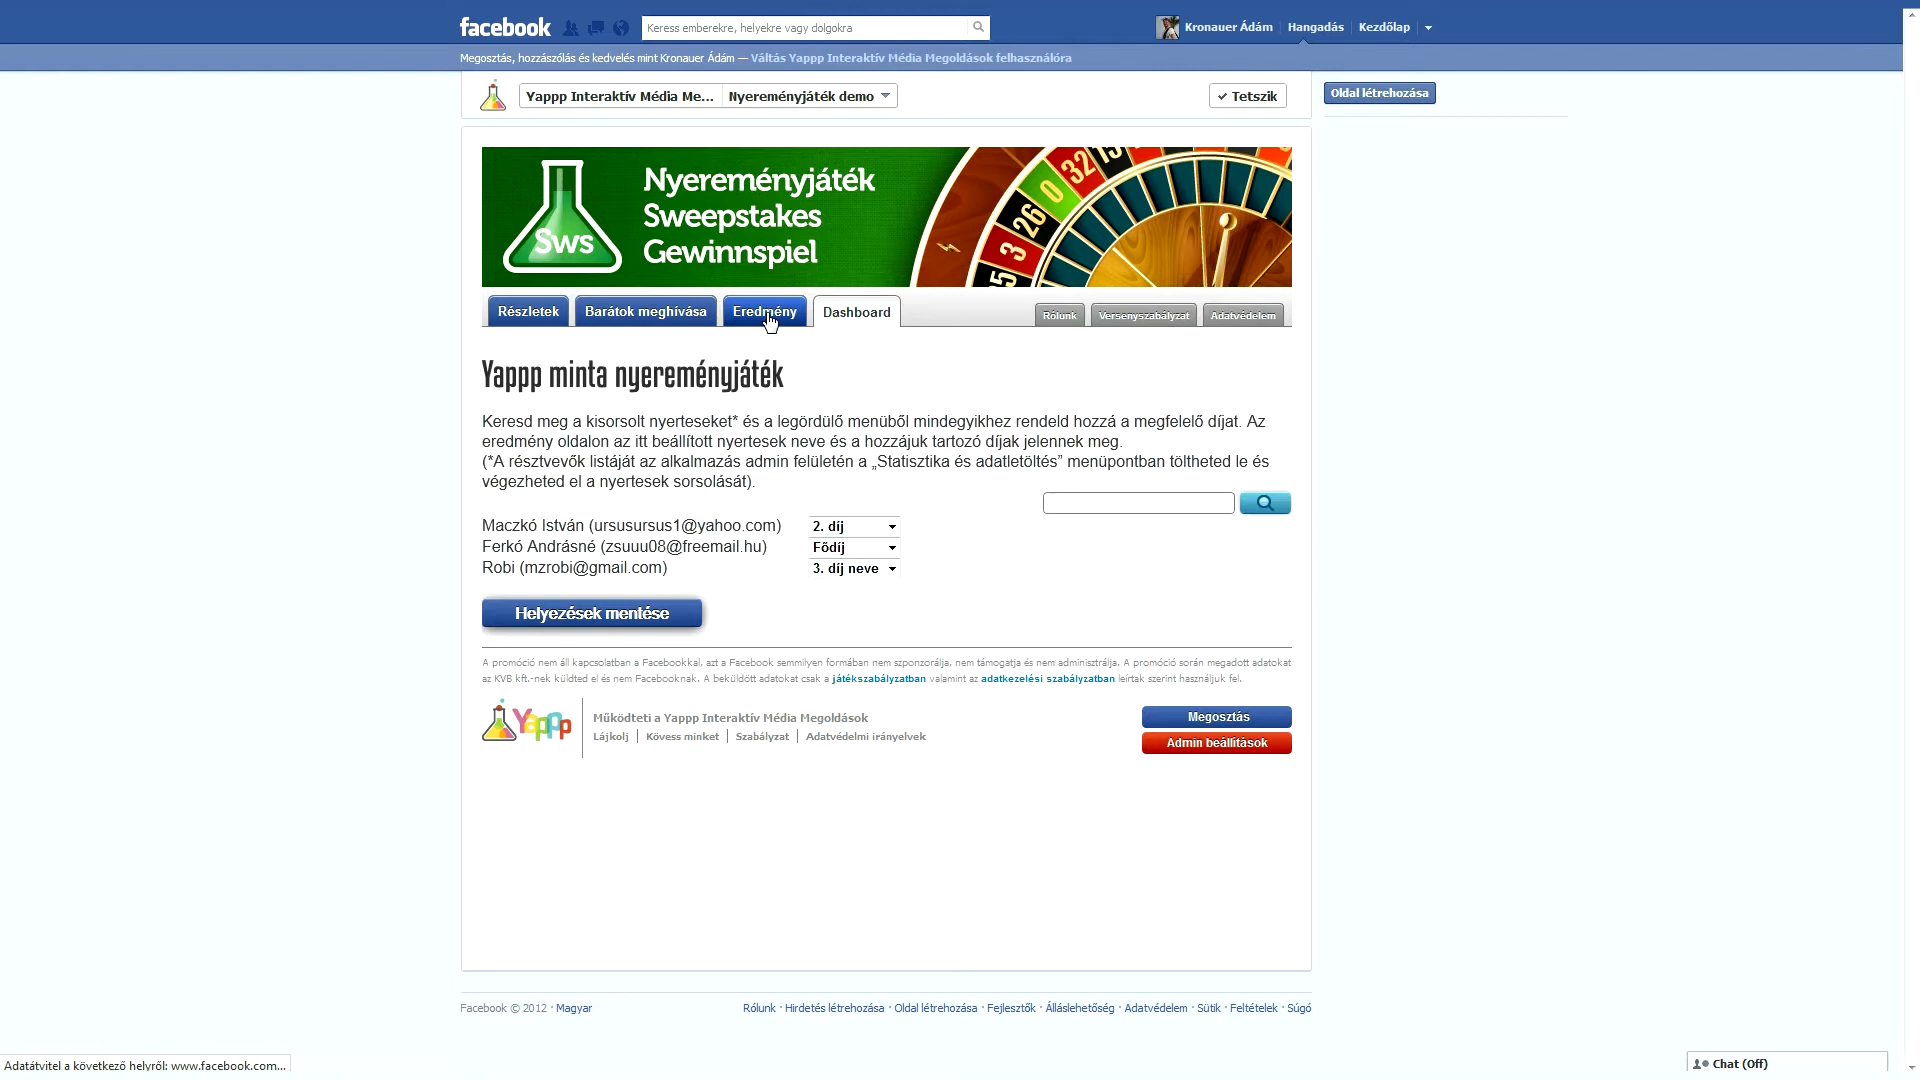 facebook
Keress emberekre, helyekre vagy dolgokra
Kronauer Ádám
Hangadás
Kezdőlap
Megosztás, hozzászólás és kedvelés mint Kronauer Ádám — Váltás Yappp Interaktív Média Megoldások felhasználóra
Yappp Interaktív Média Me...
Nyereményjáték demo
Tetszik
Oldal létrehozása
Sws
Nyereményjáték
Sweepstakes
Gewinnspiel
5 3 26 0 32 15
Részletek
Barátok meghívása
Eredmény
Dashboard
Rólunk
Versenyszabályzat
Adatvédelem
Yappp minta nyereményjáték
Keresd meg a kisorsolt nyerteseket* és a legördülő menüből mindegyikhez rendeld hozzá a megfelelő díjat. Az
eredmény oldalon az itt beállított nyertesek neve és a hozzájuk tartozó díjak jelennek meg.
(*A résztvevők listáját az alkalmazás admin felületén a „Statisztika és adatletöltés” menüpontban töltheted le és
végezheted el a nyertesek sorsolását).
Maczkó István (ursusursus1@yahoo.com) 2. díj
Ferkó Andrásné (zsuuu08@freemail.hu) Fődíj
Robi (mzrobi@gmail.com) 3. díj neve
Helyezések mentése
A promóció nem áll kapcsolatban a Facebookkal, azt a Facebook semmilyen formában nem szponzorálja, nem támogatja és nem adminisztrálja. A promóció során megadott adatokat
az KVB kft.-nek küldted el és nem Facebooknak. A beküldött adatokat csak a játékszabályzatban valamint az adatkezelési szabályzatban leírtak szerint használjuk fel.
Yappp
Működteti a Yappp Interaktív Média Megoldások
Lájkolj | Kövess minket | Szabályzat | Adatvédelmi irányelvek
Megosztás
Admin beállítások
Facebook © 2012 · Magyar
Rólunk · Hirdetés létrehozása · Oldal létrehozása · Fejlesztők · Álláslehetőség · Adatvédelem · Sütik · Feltételek · Súgó
Adatátvitel a következő helyről: www.facebook.com...
Chat (Off)